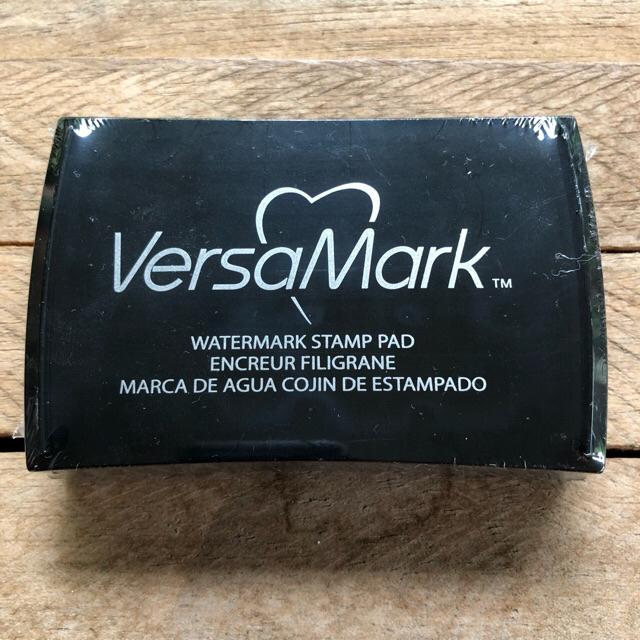 VersaMark™
WATERMARK STAMP PAD
ENCREUR FILIGRANE
MARCA DE AGUA COJIN DE ESTAMPADO